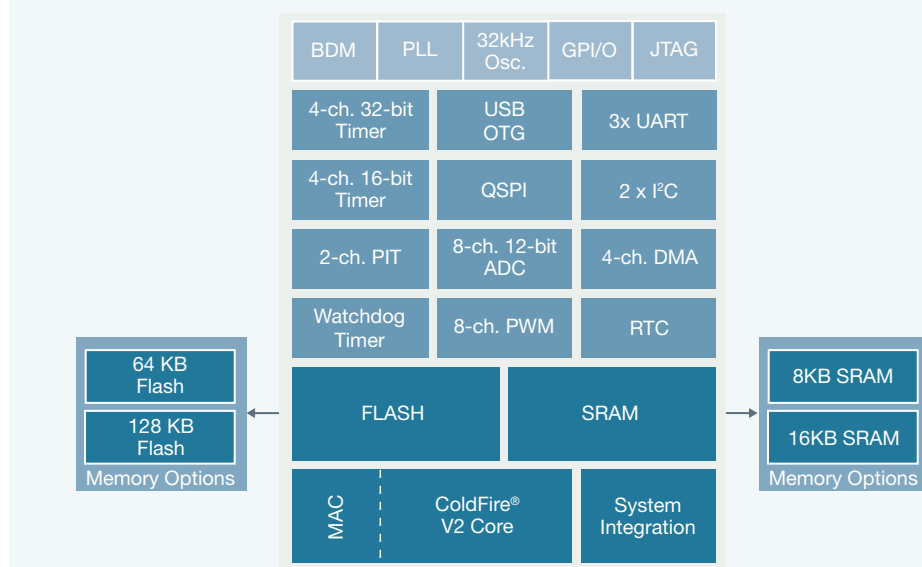 BDM
PLL
32kHz
Osc.
GPI/O
JTAG
4-ch. 32-bit
Timer
USB
OTG
3x UART
4-ch. 16-bit
Timer
QSPI
2 x I²C
2-ch. PIT
8-ch. 12-bit
ADC
4-ch. DMA
Watchdog
Timer
8-ch. PWM
RTC
64 KB
Flash
128 KB
Flash
Memory Options
FLASH
SRAM
8KB SRAM
16KB SRAM
Memory Options
MAC
ColdFire®
V2 Core
System
Integration